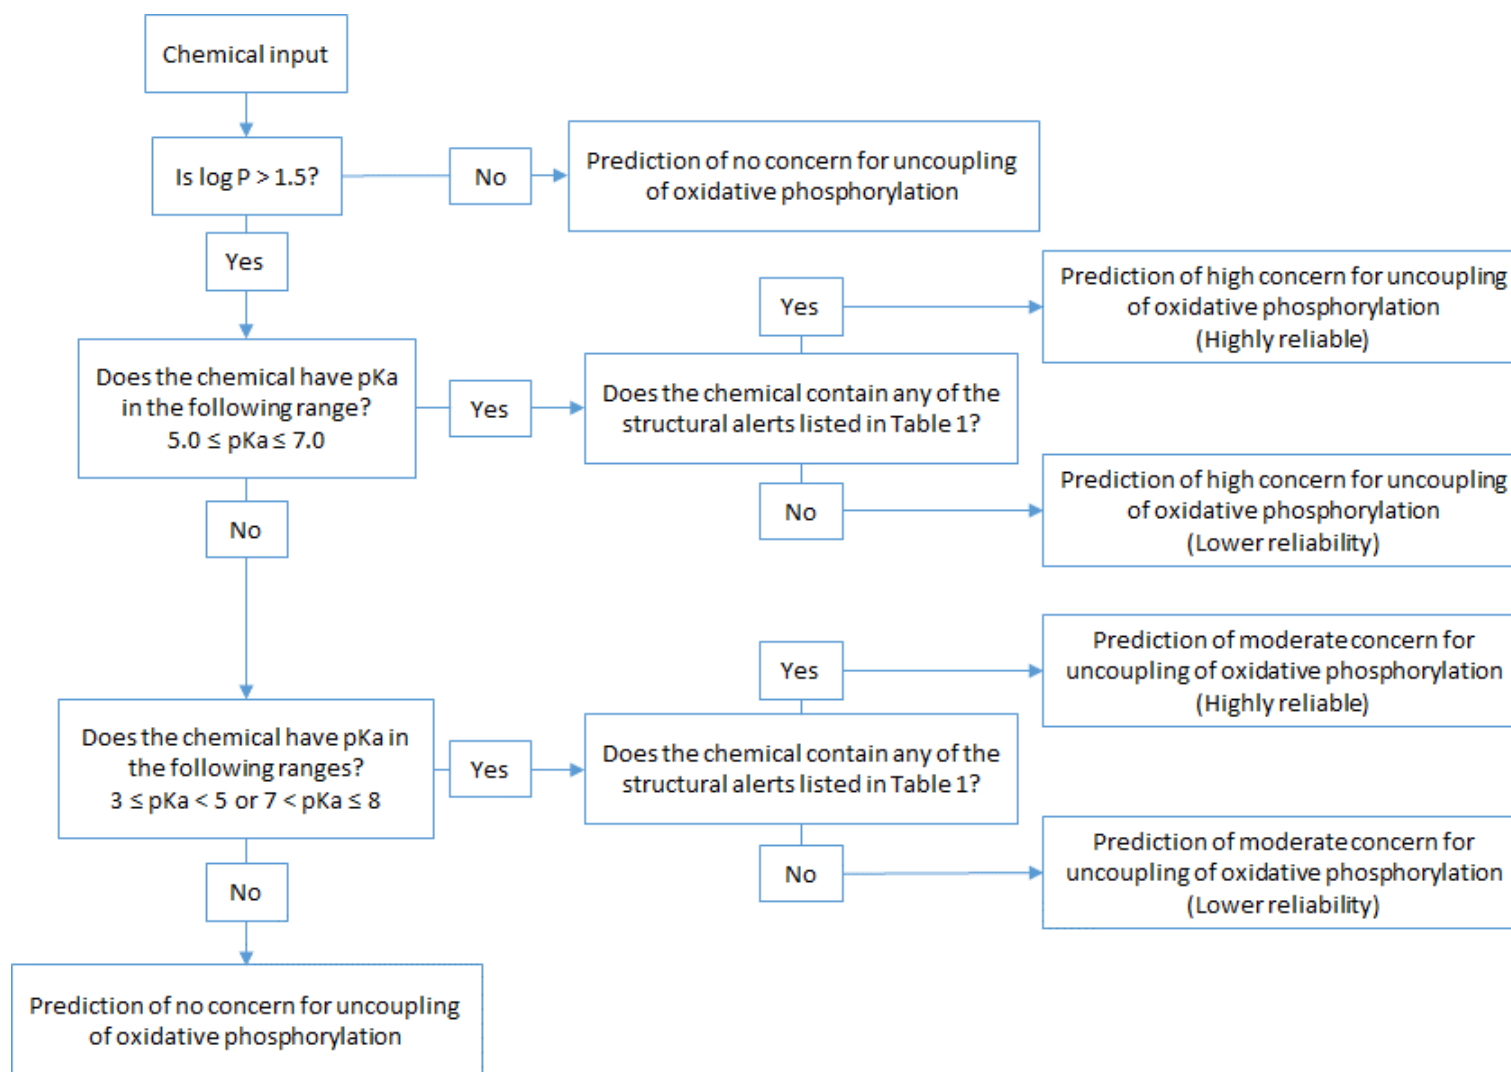 Chemical input
Is log P > 1.5?
No
Prediction of no concern for uncoupling
of oxidative phosphorylation
Yes
Does the chemical have pKa
in the following range?
5.0 ≤ pKa ≤ 7.0
Yes
Does the chemical contain any of the
structural alerts listed in Table 1?
Yes
Prediction of high concern for uncoupling
of oxidative phosphorylation
(Highly reliable)
No
Prediction of high concern for uncoupling
of oxidative phosphorylation
(Lower reliability)
No
Does the chemical have pKa in
the following ranges?
3 ≤ pKa < 5 or 7 < pKa ≤ 8
Yes
Does the chemical contain any of the
structural alerts listed in Table 1?
Yes
Prediction of moderate concern for
uncoupling of oxidative phosphorylation
(Highly reliable)
No
Prediction of moderate concern for
uncoupling of oxidative phosphorylation
(Lower reliability)
No
Prediction of no concern for uncoupling
of oxidative phosphorylation